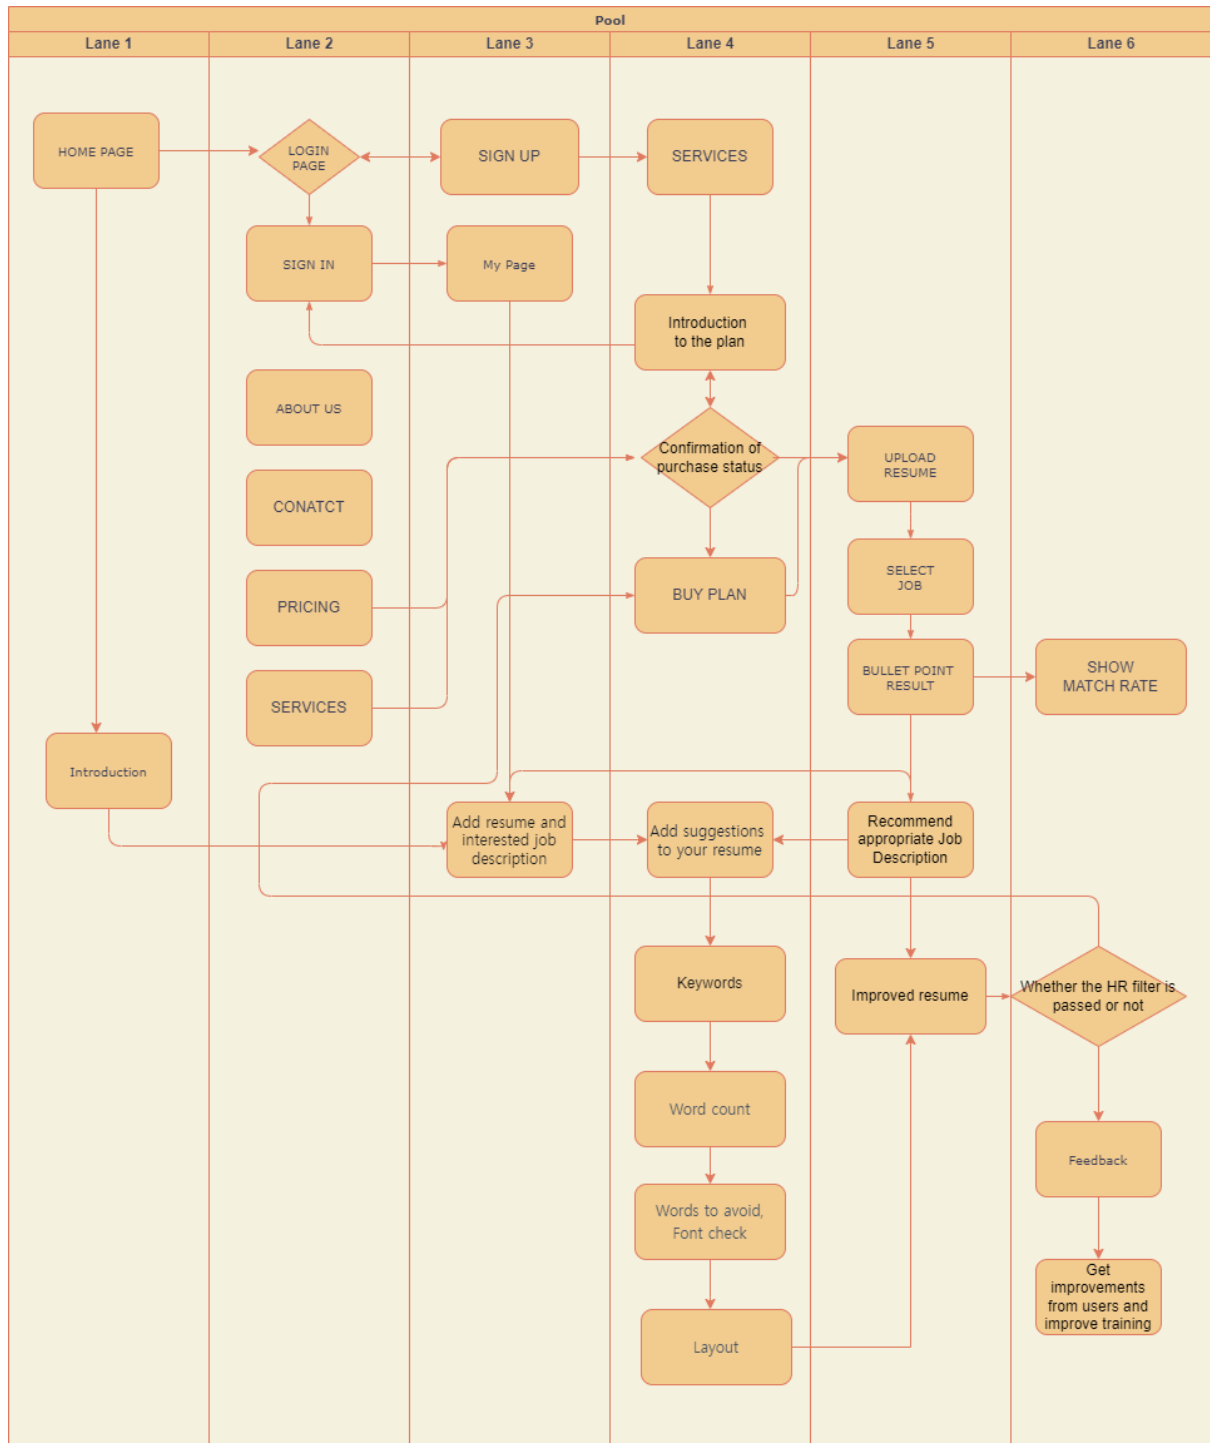 Pool
Lane 1
Lane 2
Lane 3
Lane 4
Lane 5
Lane 6
HOME PAGE
LOGIN
PAGE
SIGN UP
SERVICES
SIGN IN
My Page
Introduction
to the plan
ABOUT US
Confirmation of
purchase status
UPLOAD
RESUME
CONATCT
SELECT
JOB
PRICING
BUY PLAN
BULLET POINT
RESULT
SHOW
MATCH RATE
SERVICES
Introduction
Add resume and
interested job
description
Add suggestions
to your resume
Recommend
appropriate Job
Description
Keywords
Improved resume
Whether the HR filter is
passed or not
Word count
Feedback
Words to avoid,
Font check
Get
improvements
from users and
improve training
Layout